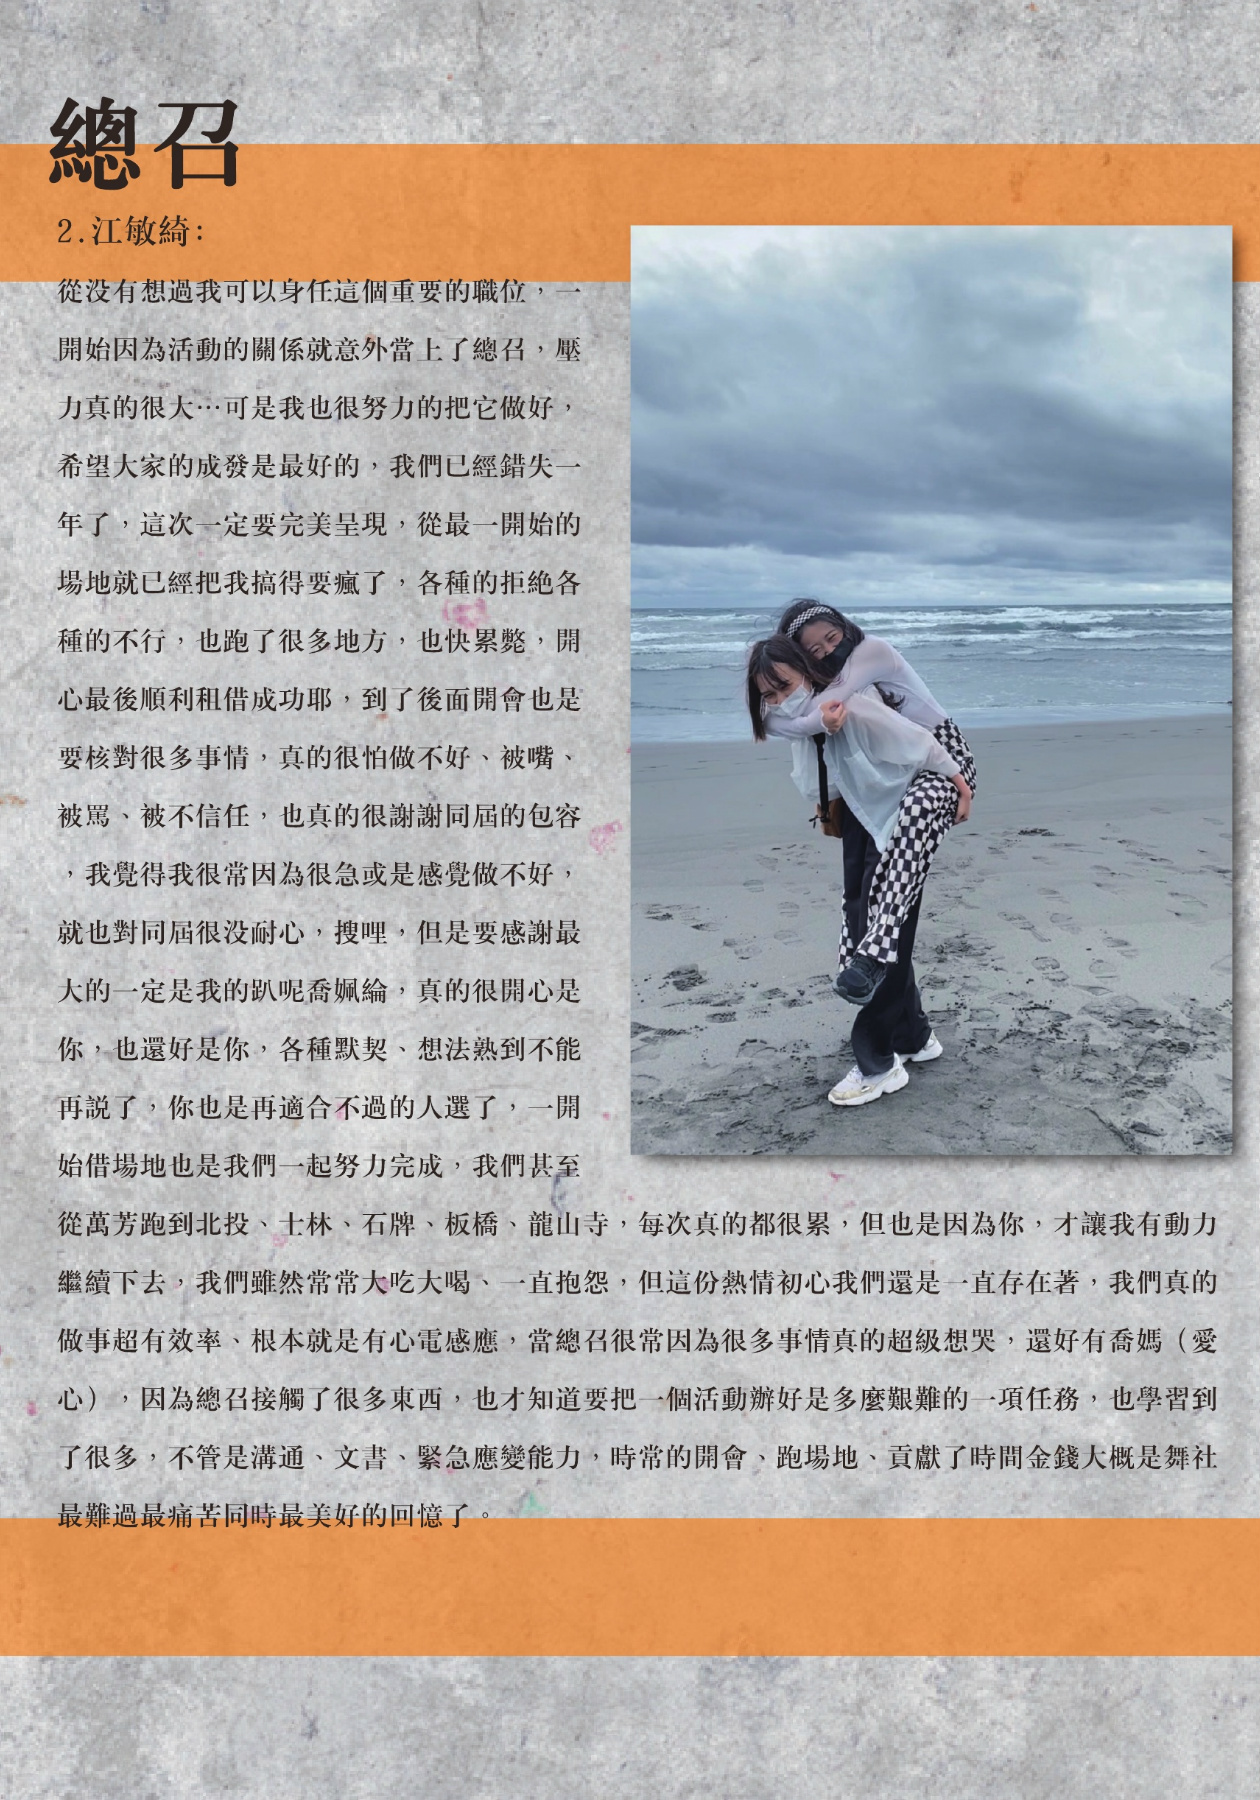 總召
2.江敏綺：
從没有想過我可以身任這個重要的職位，一
開始因為活動的關係就意外當上了總召，壓
力真的很大…可是我也很努力的把它做好，
希望大家的成發是最好的，我們已經錯失一
年了，這次一定要完美呈現，從最一開始的
場地就已經把我搞得要瘋了，各種的拒絶各
種的不行，也跑了很多地方，也快累斃，開
心最後順利租借成功耶，到了後面開會也是
要核對很多事情，真的很怕做不好、被嘴、
被罵、被不信任，也真的很謝謝同屆的包容
，我覺得我很常因為很急或是感覺做不好，
就也對同屆很没耐心，搜哩，但是要感謝最
大的一定是我的趴呢喬姵綸，真的很開心是
你，也還好是你，各種默契、想法熟到不能
再説了，你也是再適合不過的人選了，一開
始借場地也是我們一起努力完成，我們甚至
從萬芳跑到北投、士林、石牌、板橋、龍山寺，每次真的都很累，但也是因為你，才讓我有動力
繼續下去，我們雖然常常大吃大喝、一直抱怨，但這份熱情初心我們還是一直存在著，我們真的
做事超有效率、根本就是有心電感應，當總召很常因為很多事情真的超級想哭，還好有喬媽（愛
心），因為總召接觸了很多東西，也才知道要把一個活動辦好是多麼艱難的一項任務，也學習到
了很多，不管是溝通、文書、緊急應變能力，時常的開會、跑場地、貢獻了時間金錢大概是舞社
最難過最痛苦同時最美好的回憶了。